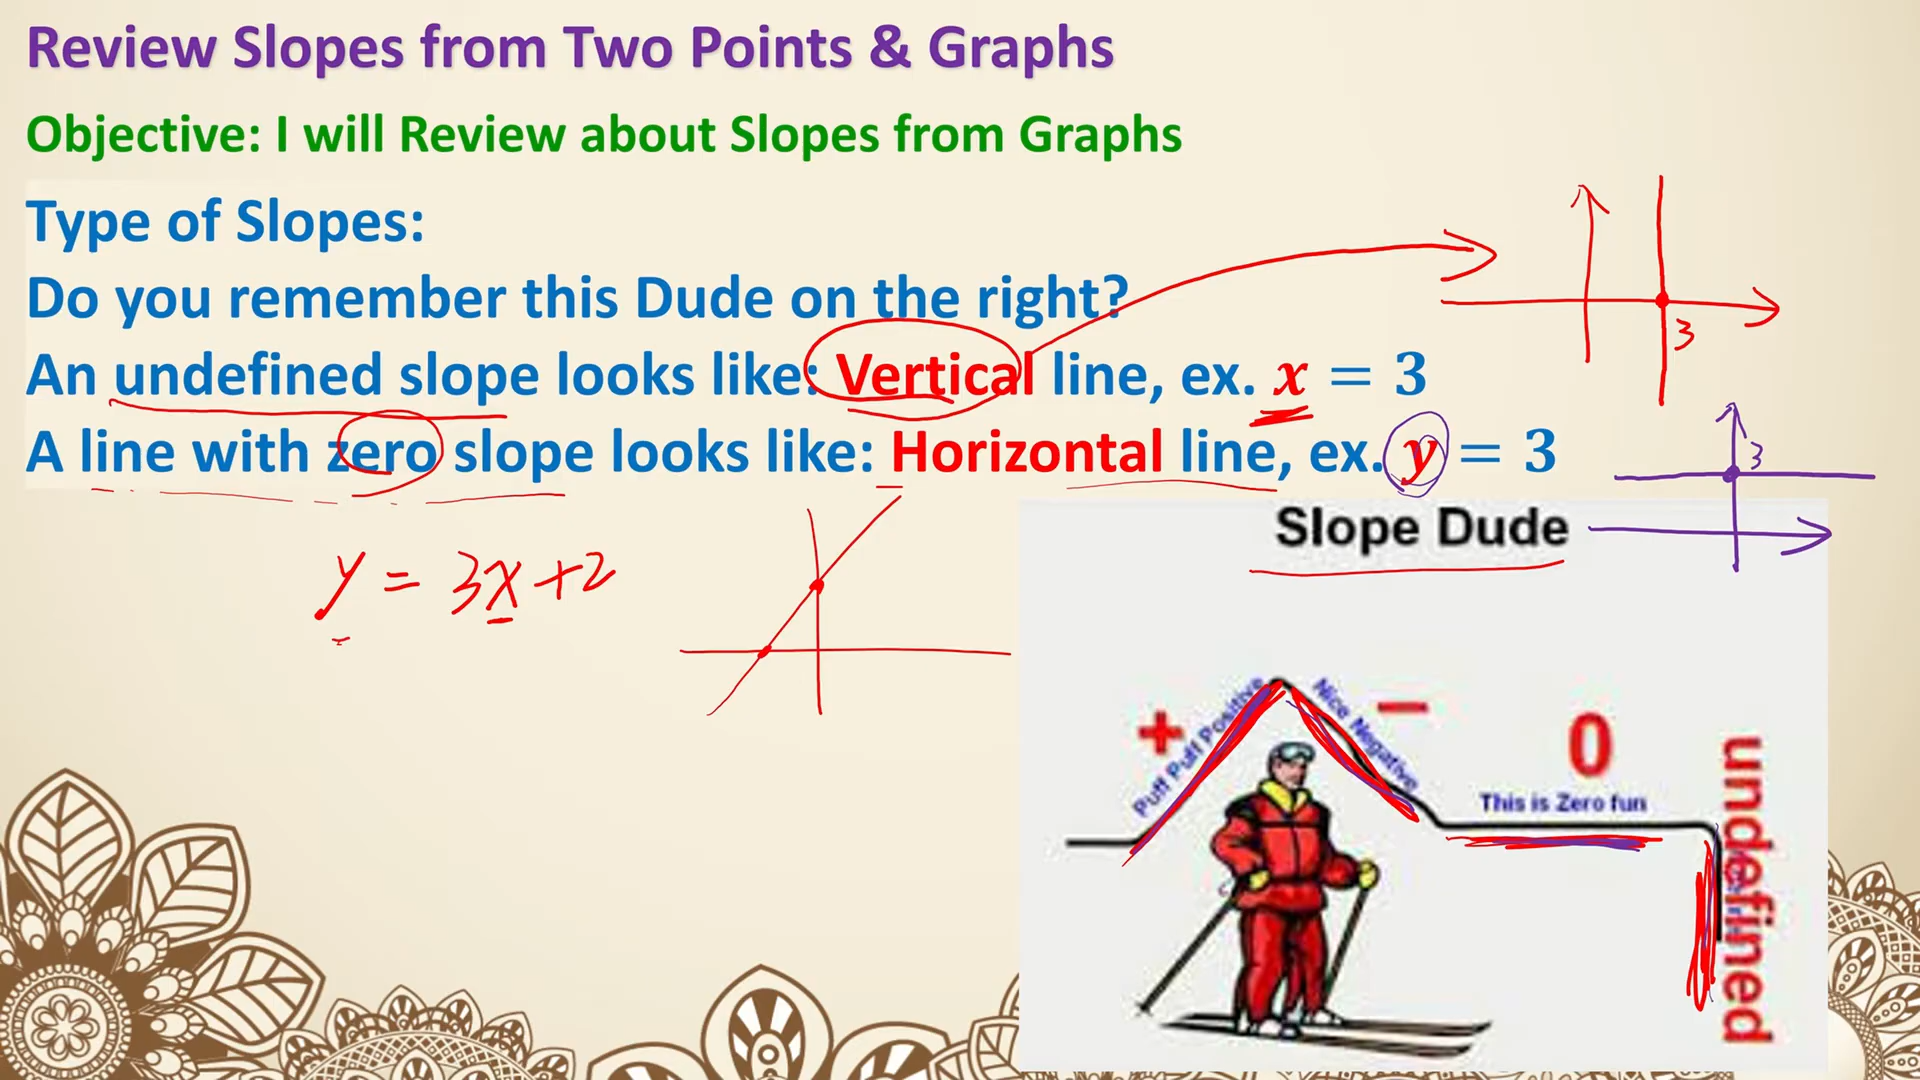 Review Slopes from Two Points & Graphs
Objective: I will Review about Slopes from Graphs
Type of Slopes:
Do you remember this Dude on the right?
An undefined slope looks like: Vertical line, ex. x = 3
A line with zero slope looks like: Horizontal line, ex. y = 3
3
3
y = 3x+2
Slope Dude
+
Puff Puff Positive
Nice Negative
−
0
This is Zero fun
undefined